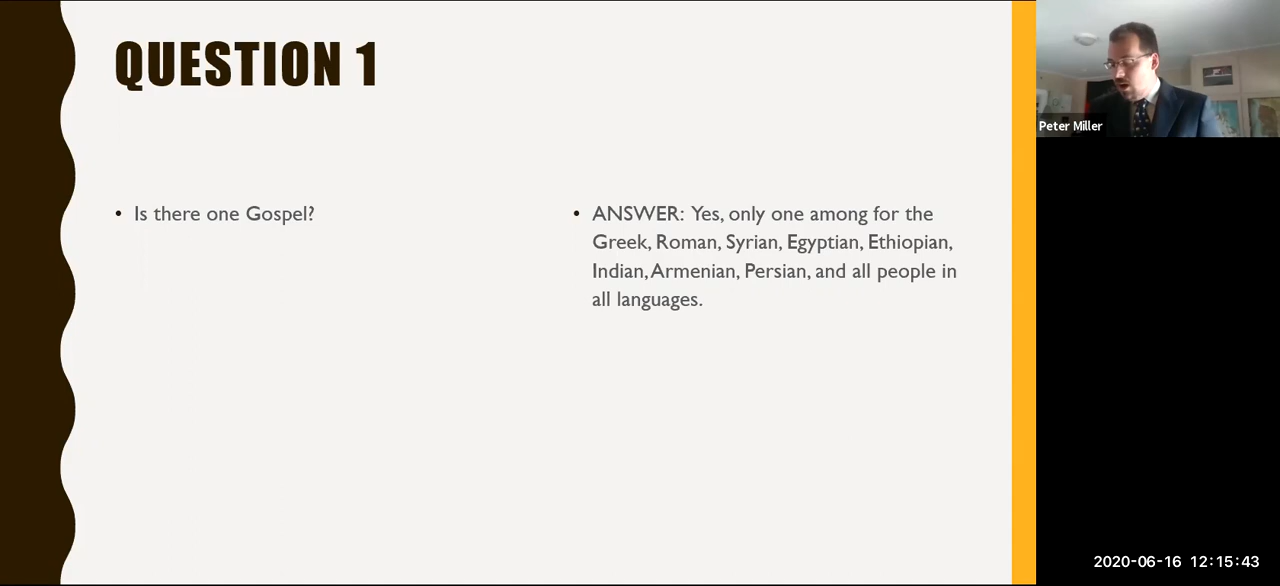 QUESTION 1
• Is there one Gospel?
• ANSWER: Yes, only one among for the
Greek, Roman, Syrian, Egyptian, Ethiopian,
Indian, Armenian, Persian, and all people in
all languages.
Peter Miller
2020-06-16 12:15:43